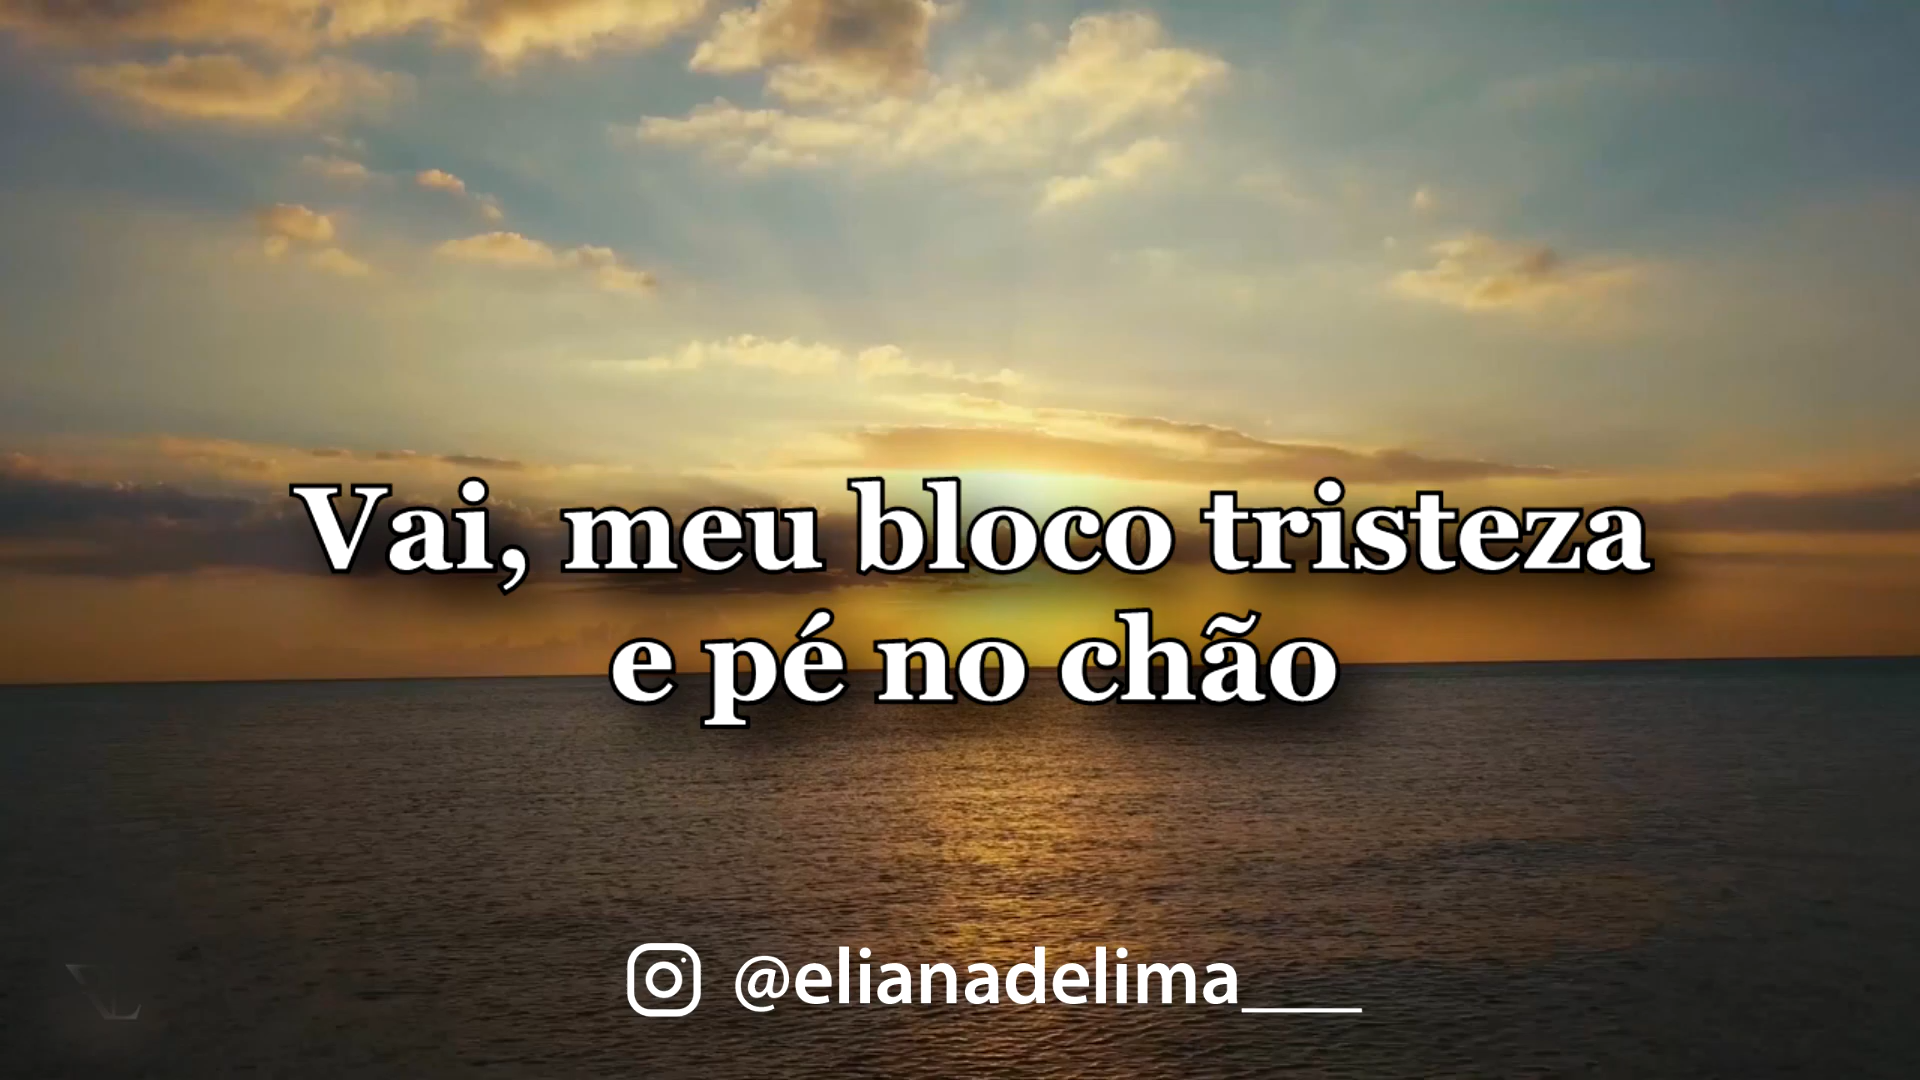 Vai, meu bloco tristeza
e pé no chão
@elianadelima___